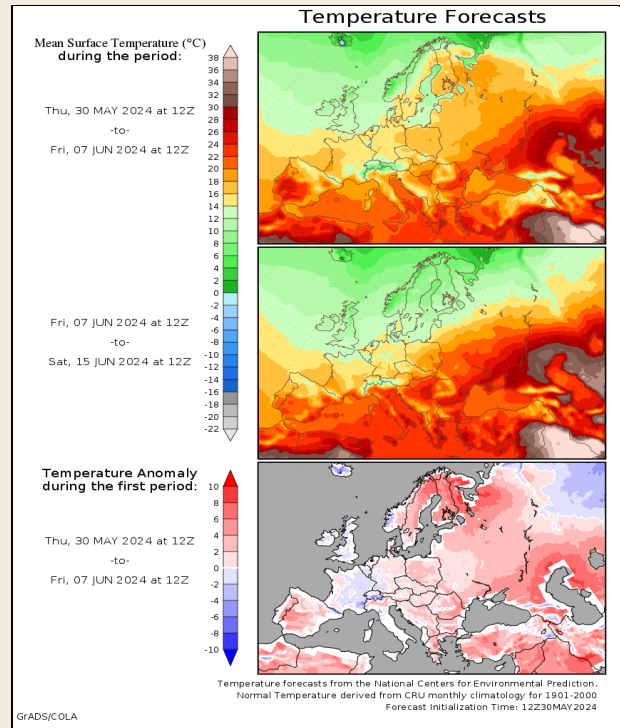 Temperature Forecasts
Mean Surface Temperature (°C)
during the period:
Thu, 30 MAY 2024 at 12Z
-to-
Fri, 07 JUN 2024 at 12Z
38
36
34
32
30
28
26
24
22
20
18
16
14
12
10
8
6
4
2
0
-2
-4
-6
-8
-10
-12
-14
-16
-18
-20
-22
Fri, 07 JUN 2024 at 12Z
-to-
Sat, 15 JUN 2024 at 12Z
Temperature Anomaly
during the first period:
Thu, 30 MAY 2024 at 12Z
-to-
Fri, 07 JUN 2024 at 12Z
10
8
6
4
2
0
-2
-4
-6
-8
-10
Temperature forecasts from the National Centers for Environmental Prediction.
Normal Temperature derived from CRU monthly climatology for 1901-2000
Forecast Initialization Time: 12Z30MAY2024
GrADS/COLA